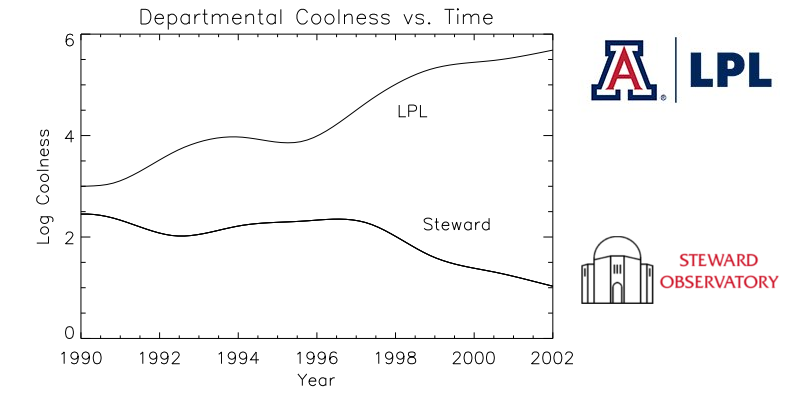 Departmental Coolness vs. Time
6
4
2
0
Log Coolness
LPL
Steward
1990 1992 1994 1996 1998 2000 2002
Year
A ® LPL
STEWARD
OBSERVATORY